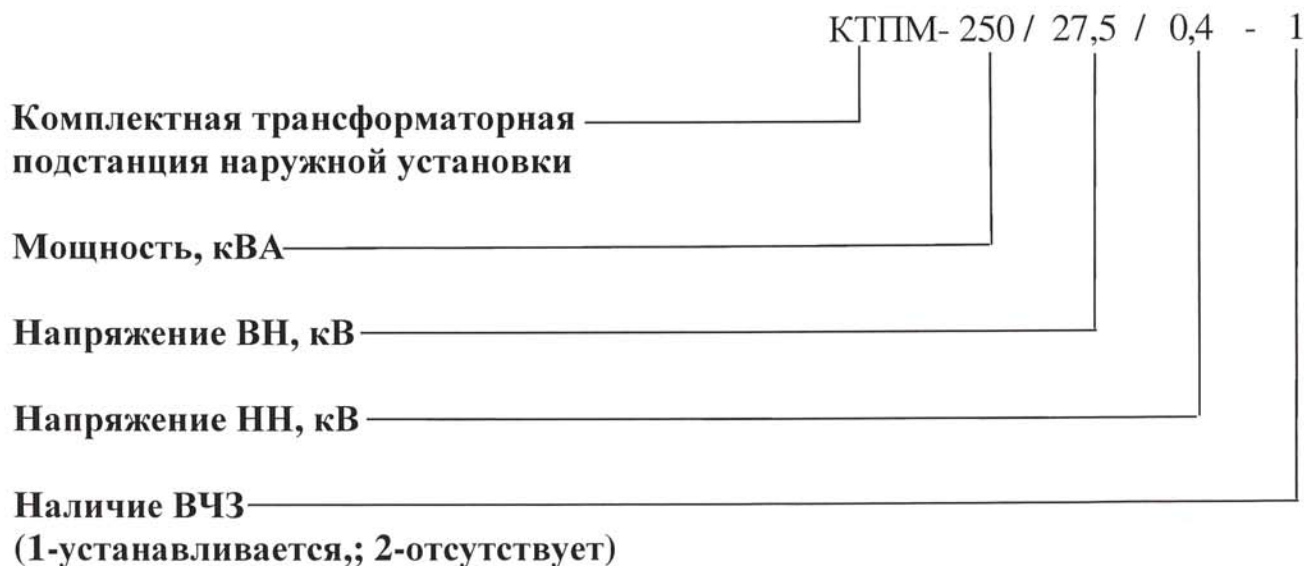 КТПМ- 250 / 27,5 / 0,4 - 1
Комплектная трансформаторная
подстанция наружной установки
Мощность, кВА
Напряжение ВН, кВ
Напряжение НН, кВ
Наличие ВЧЗ
(1-устанавливается,; 2-отсутствует)